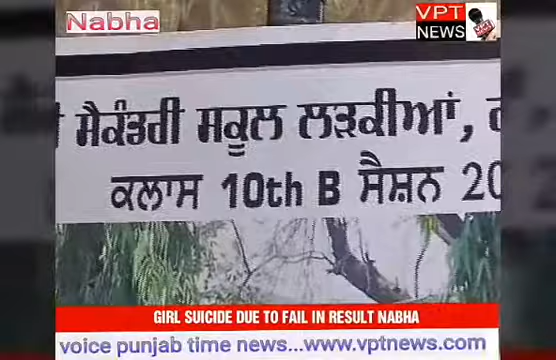 Nabha
VPT
NEWS
ਸੈਕੰਡਰੀ ਸਕੂਲ ਲੜਕੀਆਂ,
ਕਲਾਸ 10th B ਸੈਸ਼ਨ 20
GIRL SUICIDE DUE TO FAIL IN RESULT NABHA
voice punjab time news...www.vptnews.com